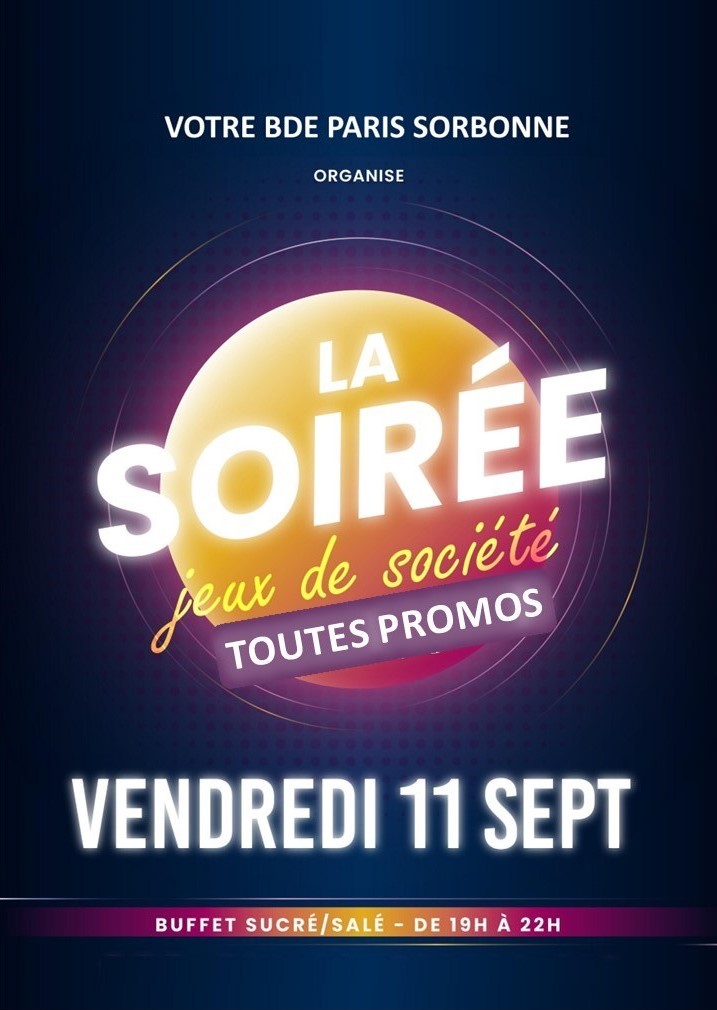 VOTRE BDE PARIS SORBONNE
ORGANISE
LA
SOIRÉE
jeux de société
TOUTES PROMOS
VENDREDI 11 SEPT
BUFFET SUCRÉ/SALÉ - DE 19H À 22H